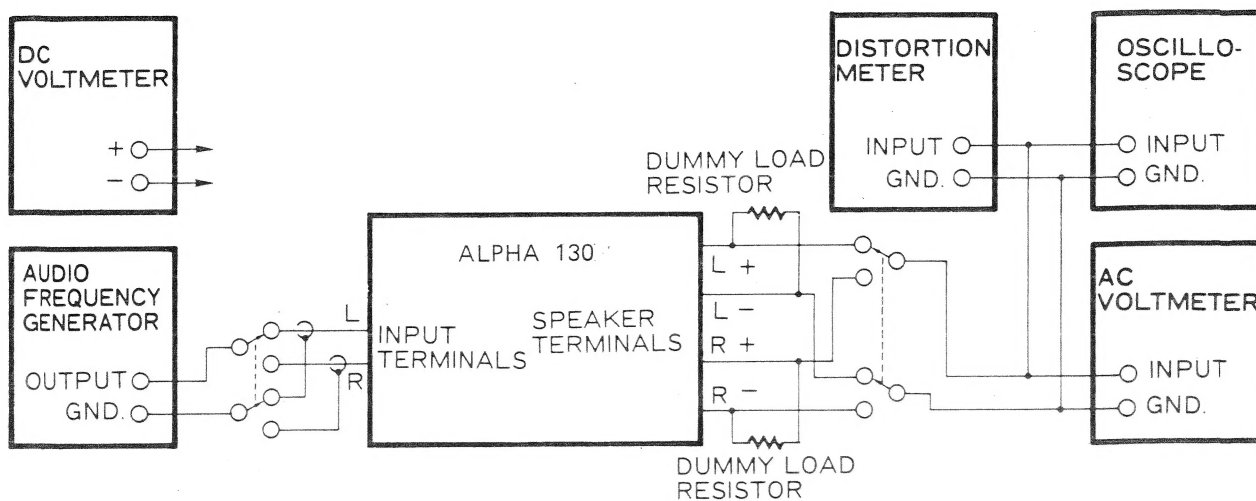 DC
VOLTMETER
+
-
AUDIO
FREQUENCY
GENERATOR
OUTPUT
GND.
L
R
ALPHA 130
INPUT
TERMINALS
SPEAKER
TERMINALS
L +
L -
R +
R -
DUMMY LOAD
RESISTOR
DUMMY LOAD
RESISTOR
DISTORTION
METER
INPUT
GND.
OSCILLO-
SCOPE
INPUT
GND.
AC
VOLTMETER
INPUT
GND.